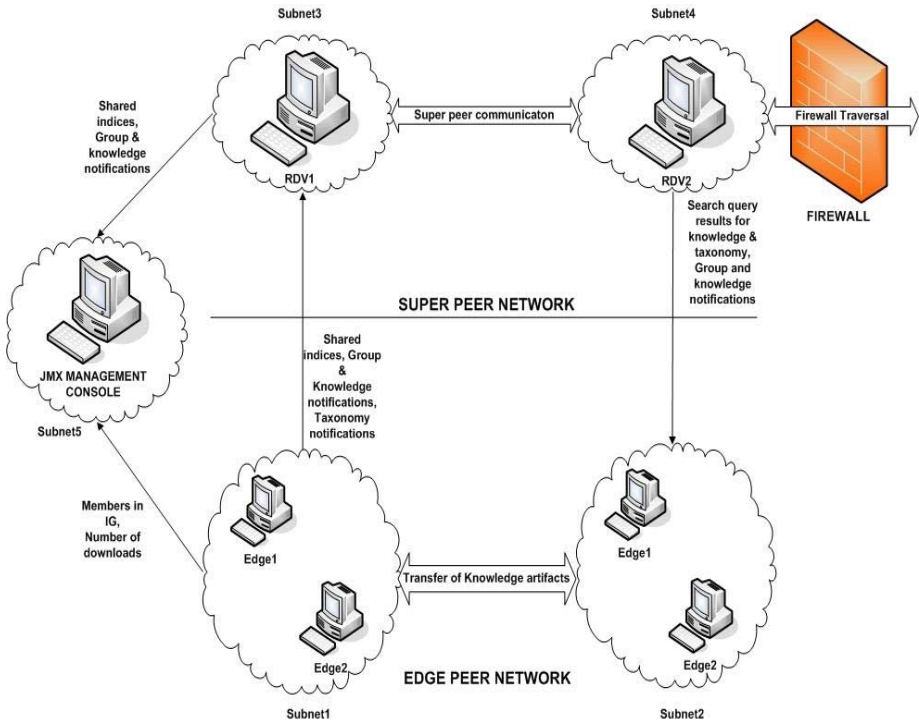 Subnet3
Subnet4
Shared
indices,
Group &
knowledge
notifications
Super peer communicaton
Firewall Traversal
RDV1
RDV2
FIREWALL
Search query
results for
knowledge &
taxonomy,
Group and
knowledge
notifications
SUPER PEER NETWORK
JMX MANAGEMENT
CONSOLE
Subnet5
Shared
indices, Group
&
Knowledge
notifications,
Taxonomy
notifications
Members in
IG,
Number of
downloads
Edge1
Edge2
Transfer of Knowledge artifacts
Edge1
Edge2
EDGE PEER NETWORK
Subnet1
Subnet2